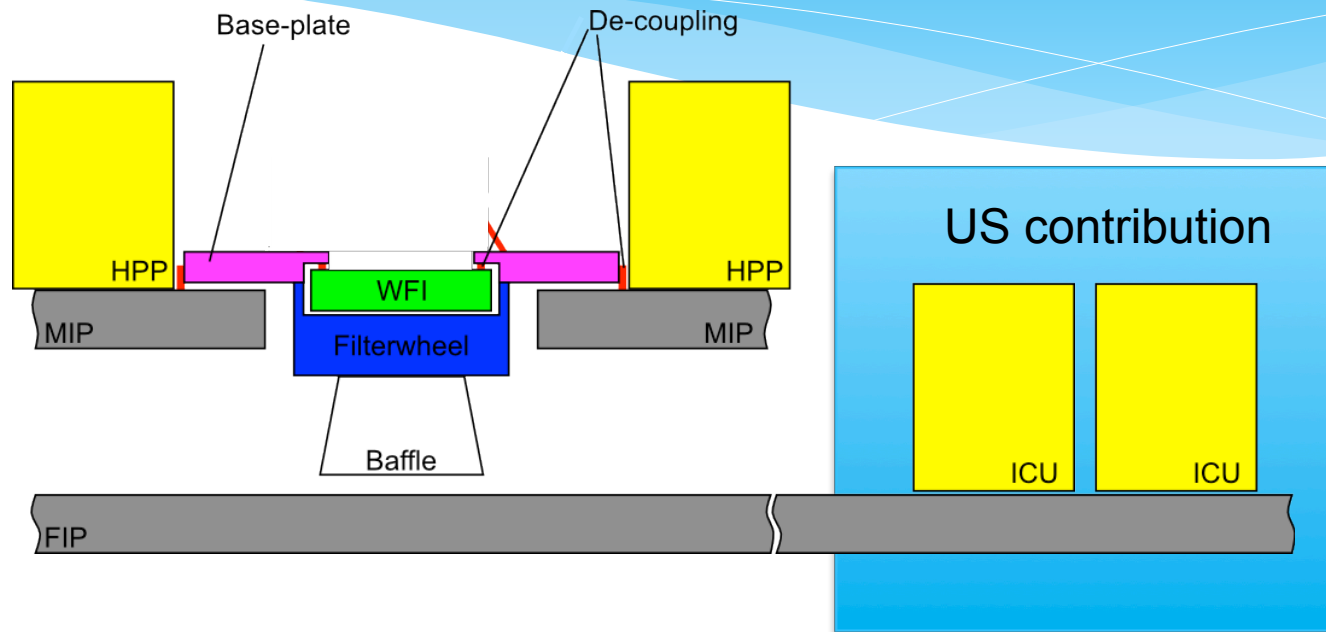 Base-plate
De-coupling
US contribution
HPP
HPP
WFI
MIP
Filterwheel
MIP
Baffle
ICU
ICU
FIP